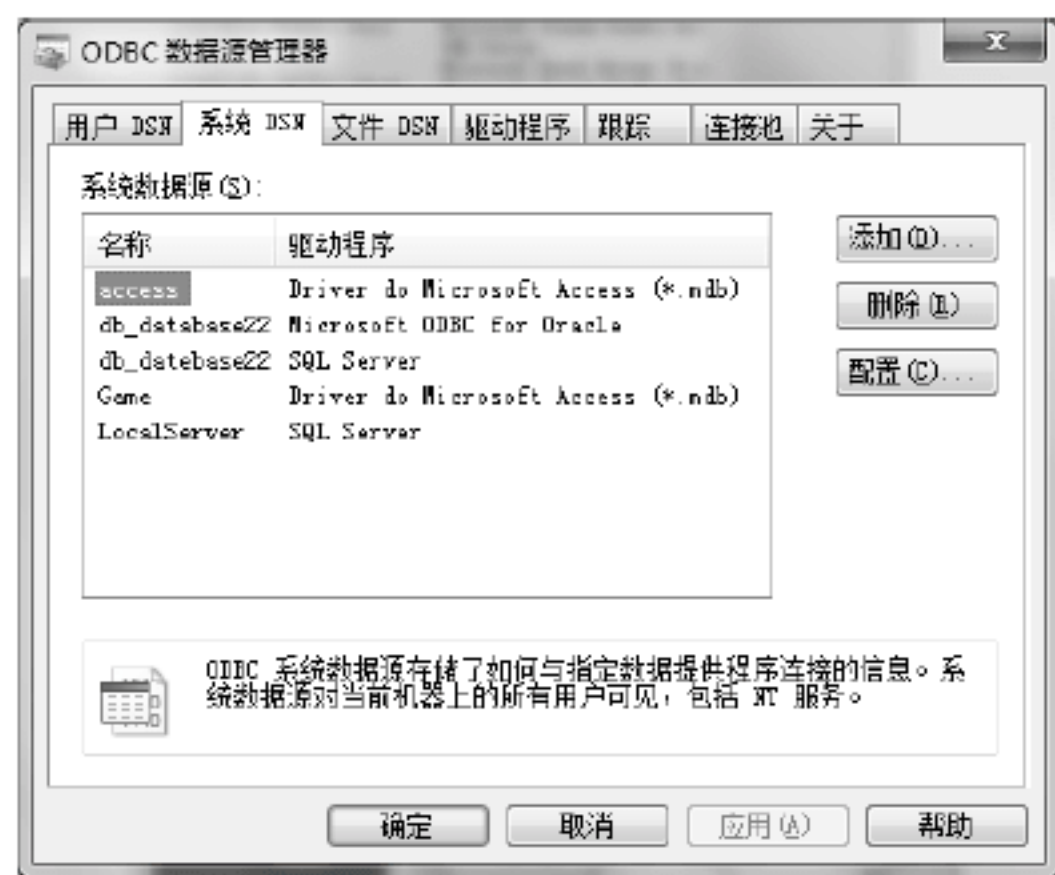 ODBC 数据源管理器
x
用户 DSN 系统 DSN 文件 DSN 驱动程序 跟踪 连接池 关于
系统数据源(S):
添加(D)...
名称 驱动程序
access Driver do Microsoft Access (*.mdb)
删除(R)
db_database22 Microsoft ODBC for Oracle
db_datebase22 SQL Server
配置(C)...
Game Driver do Microsoft Access (*.mdb)
LocalServer SQL Server
ODBC 系统数据源存储了如何与指定数据提供程序连接的信息。系
统数据源对当前机器上的所有用户可见，包括 NT 服务。
确定 取消 应用(A) 帮助